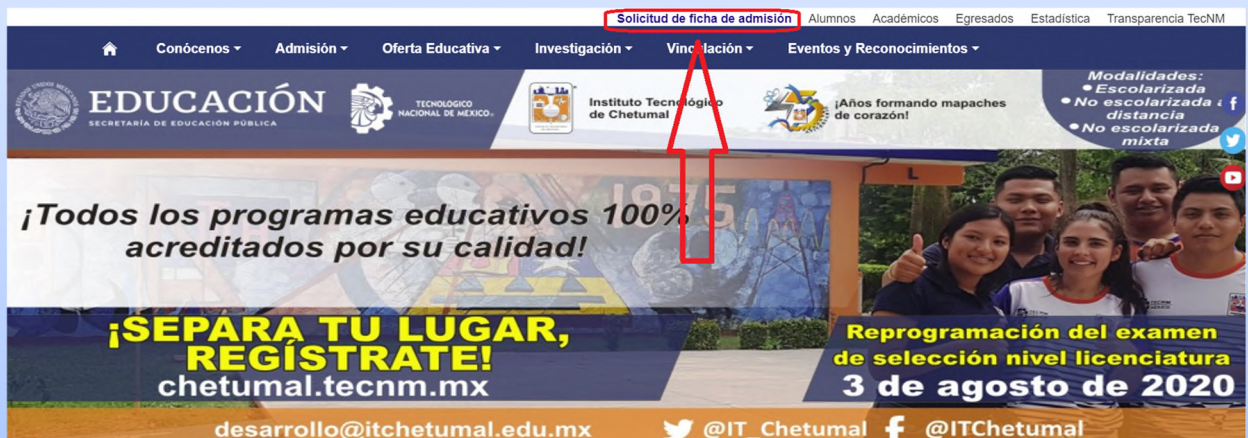 Solicitud de ficha de admisión Alumnos Académicos Egresados Estadística Transparencia TecNM
Conócenos Admisión Oferta Educativa Investigación Vinculación Eventos y Reconocimientos
EDUCACIÓN
SECRETARÍA DE EDUCACIÓN PÚBLICA
TECNOLÓGICO
NACIONAL DE MÉXICO
Instituto Tecnológico
de Chetumal
¡Años formando mapaches
de corazón!
Modalidades:
•Escolarizada
•No escolarizada a
distancia
•No escolarizada
mixta
1975
¡Todos los programas educativos 100%
acreditados por su calidad!
¡SEPARA TU LUGAR,
REGÍSTRATE!
chetumal.tecnm.mx
Reprogramación del examen
de selección nivel licenciatura
3 de agosto de 2020
desarrollo@itchetumal.edu.mx @IT_Chetumal @ITChetumal